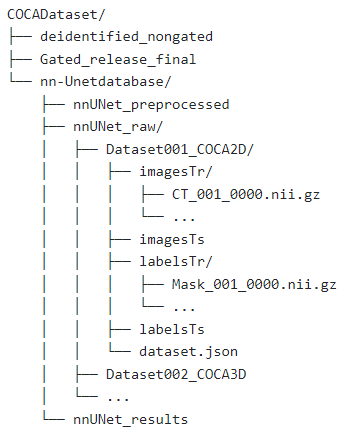 COCADataset/
├── deidentified_nongated
├── Gated_release_final
└── nn-Unetdatabase/
    ├── nnUNet_preprocessed
    ├── nnUNet_raw/
    │   ├── Dataset001_COCA2D/
    │   │   ├── imagesTr/
    │   │   │   ├── CT_001_0000.nii.gz
    │   │   │   └── ...
    │   │   ├── imagesTs
    │   │   ├── labelsTr/
    │   │   │   ├── Mask_001_0000.nii.gz
    │   │   │   └── ...
    │   │   ├── labelsTs
    │   │   └── dataset.json
    │   ├── Dataset002_COCA3D
    │   └── ...
    └── nnUNet_results